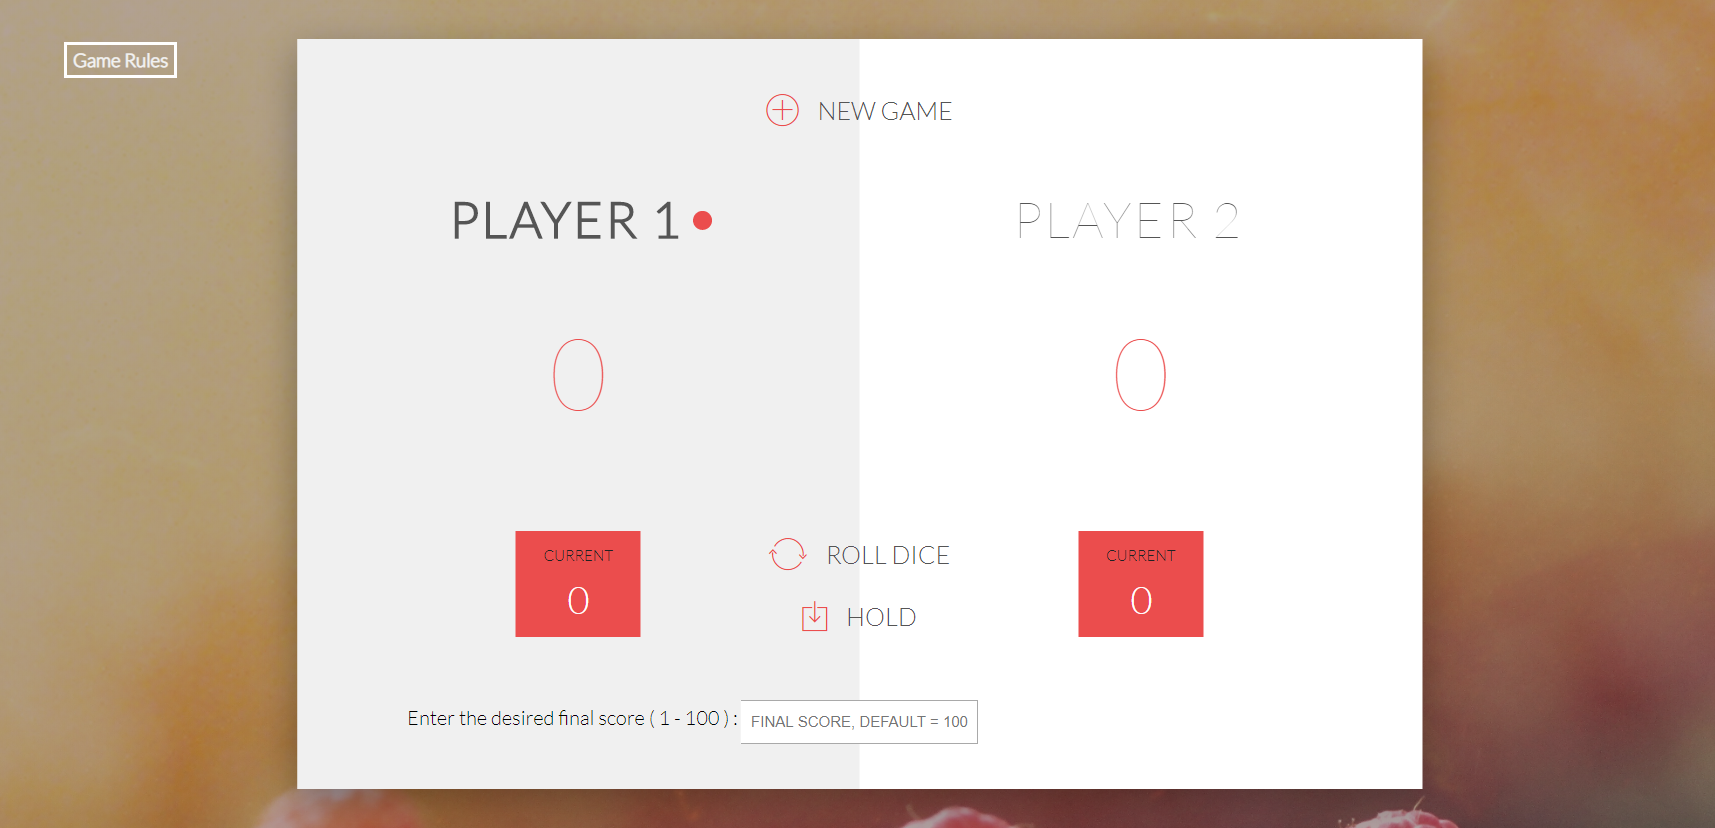 Game Rules
NEW GAME
PLAYER 1
PLAYER 2
0
0
CURRENT
0
ROLL DICE
HOLD
CURRENT
0
Enter the desired final score ( 1 - 100 ) : FINAL SCORE, DEFAULT = 100